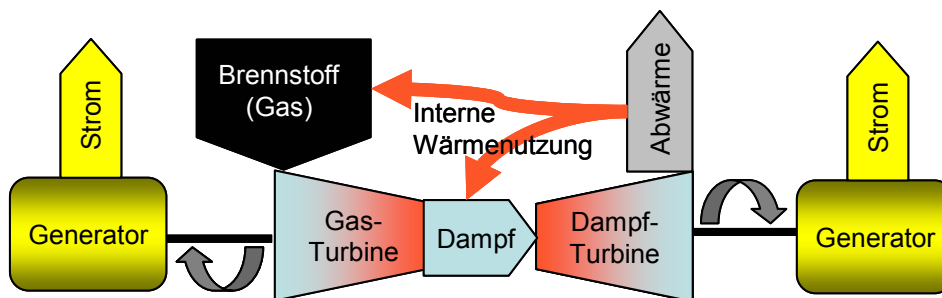 Strom
Generator
Brennstoff
(Gas)
Interne
Wärmenutzung
Abwärme
Gas-
Turbine
Dampf
Dampf-
Turbine
Strom
Generator